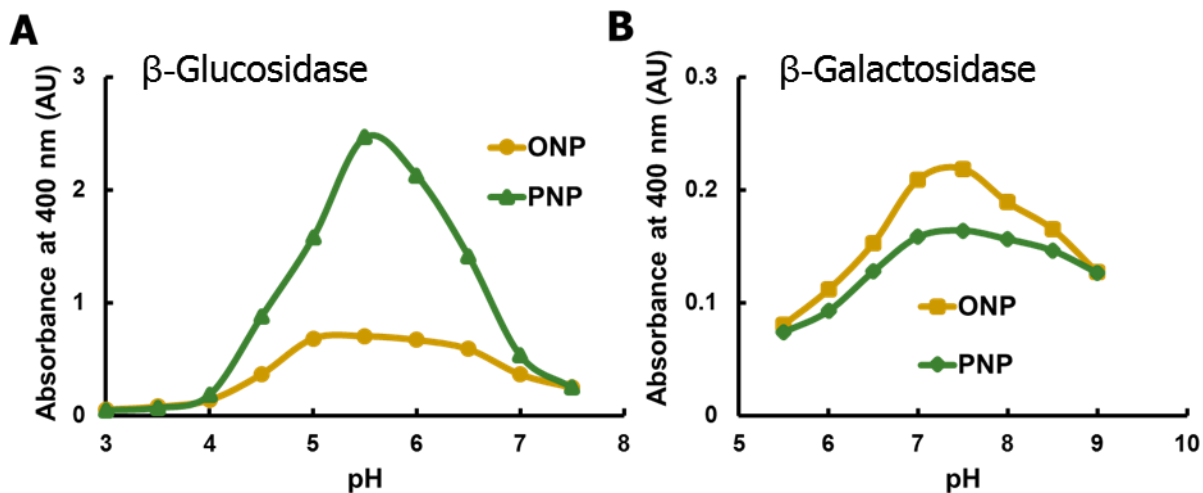 A
β-Glucosidase
Absorbance at 400 nm (AU)
3
2
1
0
ONP
PNP
3 4 5 6 7 8
pH
B
β-Galactosidase
Absorbance at 400 nm (AU)
0.3
0.2
0.1
0
ONP
PNP
5 6 7 8 9 10
pH